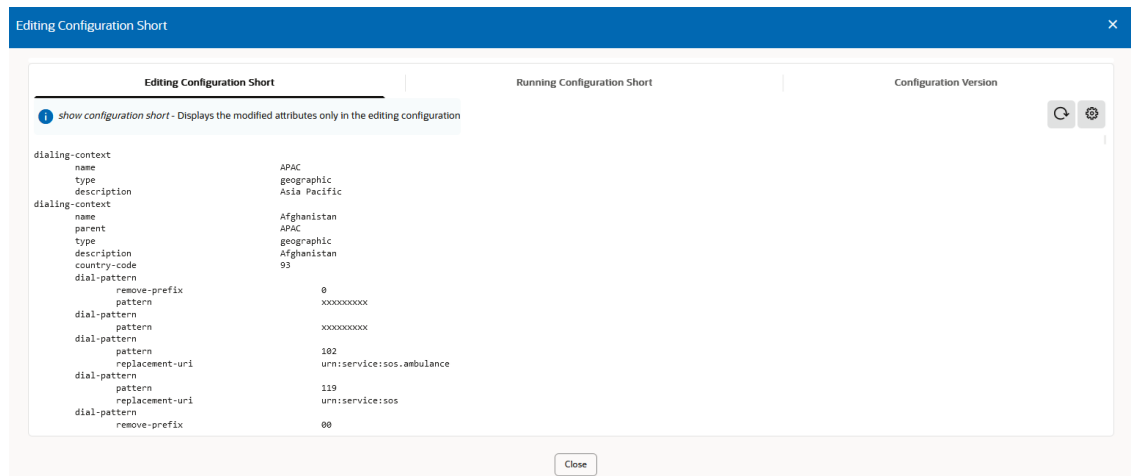 Editing Configuration Short
Editing Configuration Short Running Configuration Short Configuration Version
show configuration short - Displays the modified attributes only in the editing configuration
dialing-context
name APAC
type geographic
description Asia Pacific
dialing-context
name Afghanistan
parent APAC
type geographic
description Afghanistan
country-code 93
dial-pattern
remove-prefix 0
pattern xxxxxxxxx
dial-pattern
pattern xxxxxxxxx
dial-pattern
pattern 102
replacement-uri urn:service:sos.ambulance
dial-pattern
pattern 119
replacement-uri urn:service:sos
dial-pattern
remove-prefix 00
Close